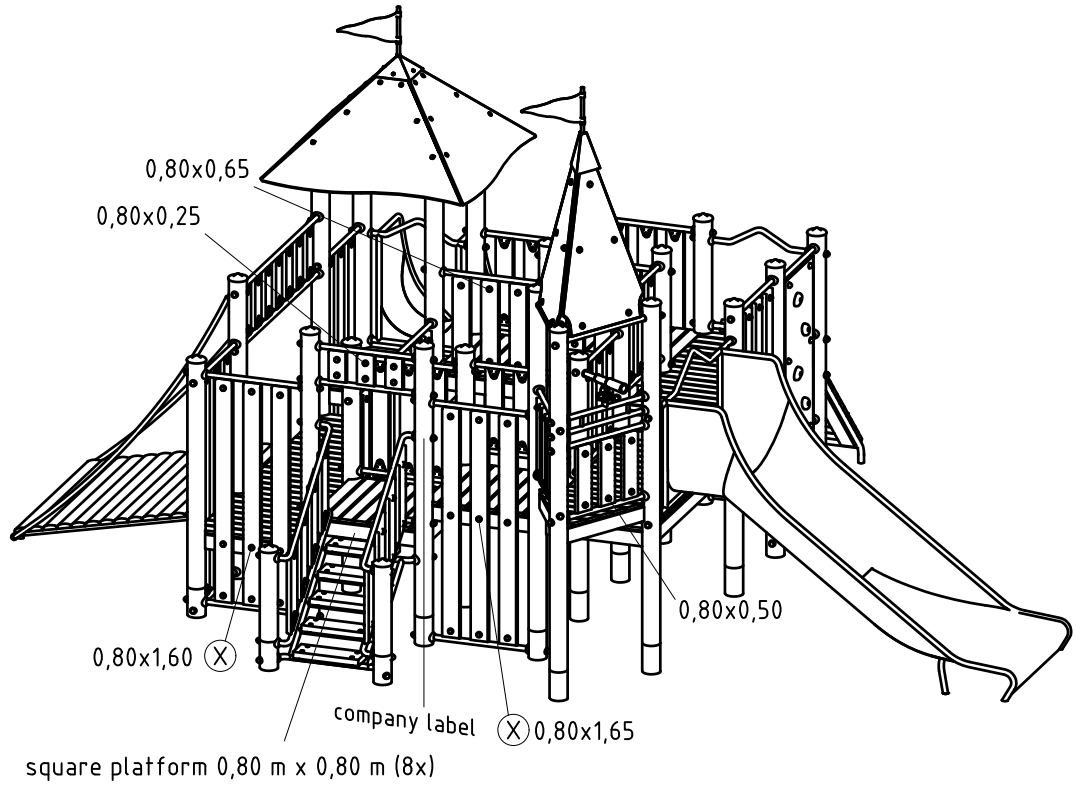 0,80x0,65
0,80x0,25
0,80x0,50
0,80x1,60 X
company label
X 0,80x1,65
square platform 0,80 m x 0,80 m (8x)